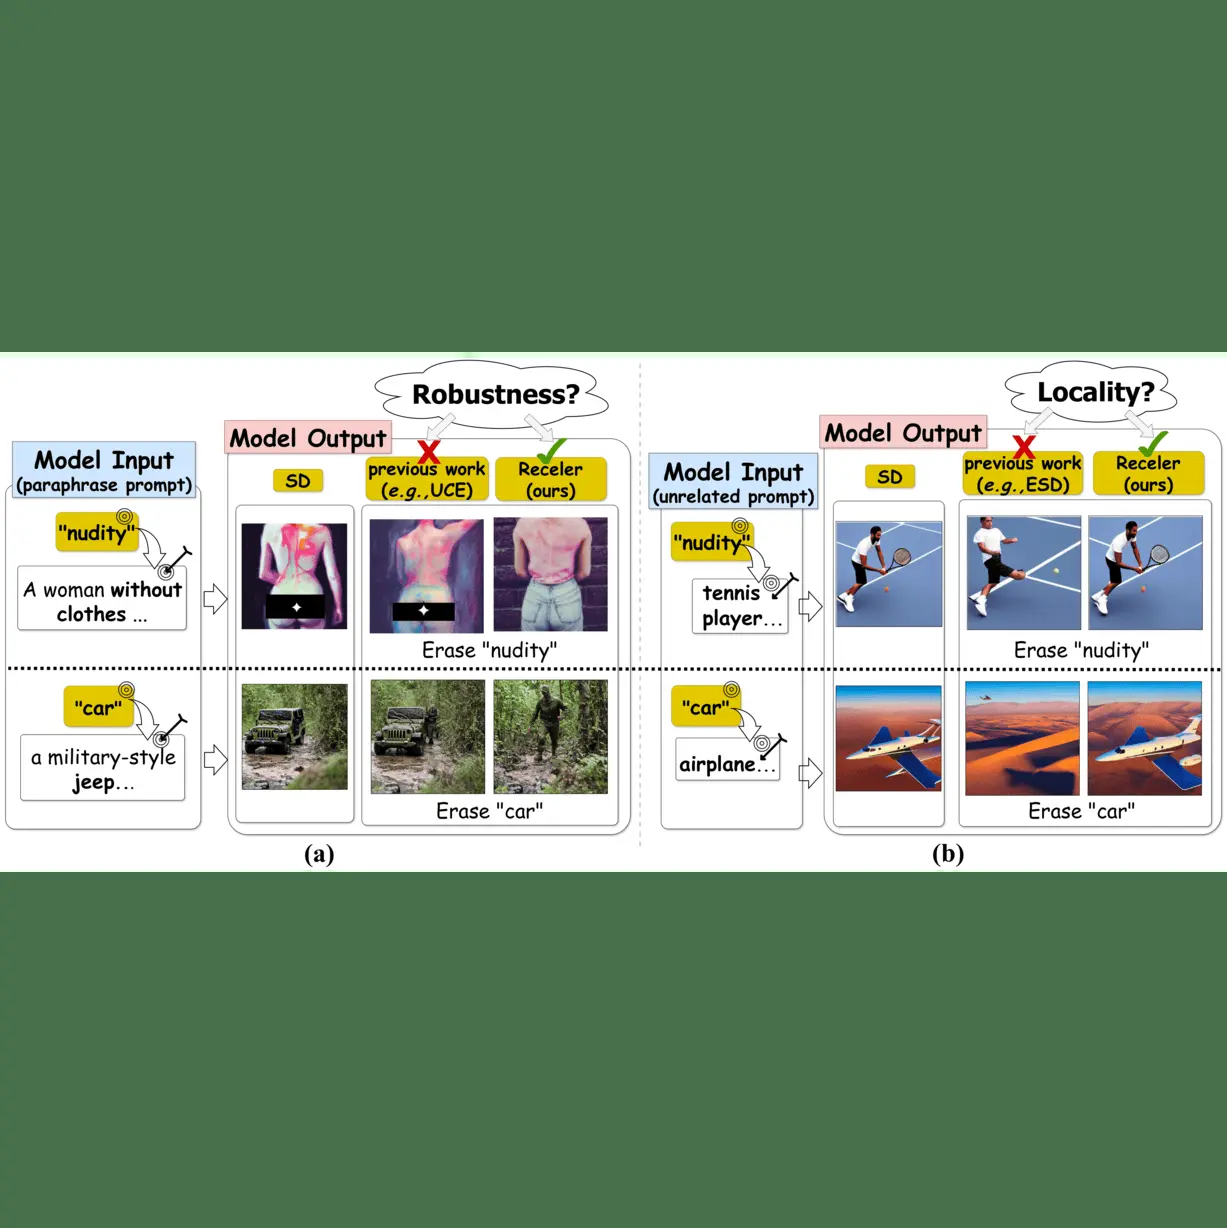 Robustness?
Model Output
Model Input
(paraphrase prompt)
SD
previous work
(e.g.,UCE)
Receler
(ours)
"nudity"
A woman without
clothes ...
Erase "nudity"
"car"
a military-style
jeep...
Erase "car"
(a)
Locality?
Model Output
Model Input
(unrelated prompt)
SD
previous work
(e.g.,ESD)
Receler
(ours)
"nudity"
tennis
player...
Erase "nudity"
"car"
airplane...
Erase "car"
(b)